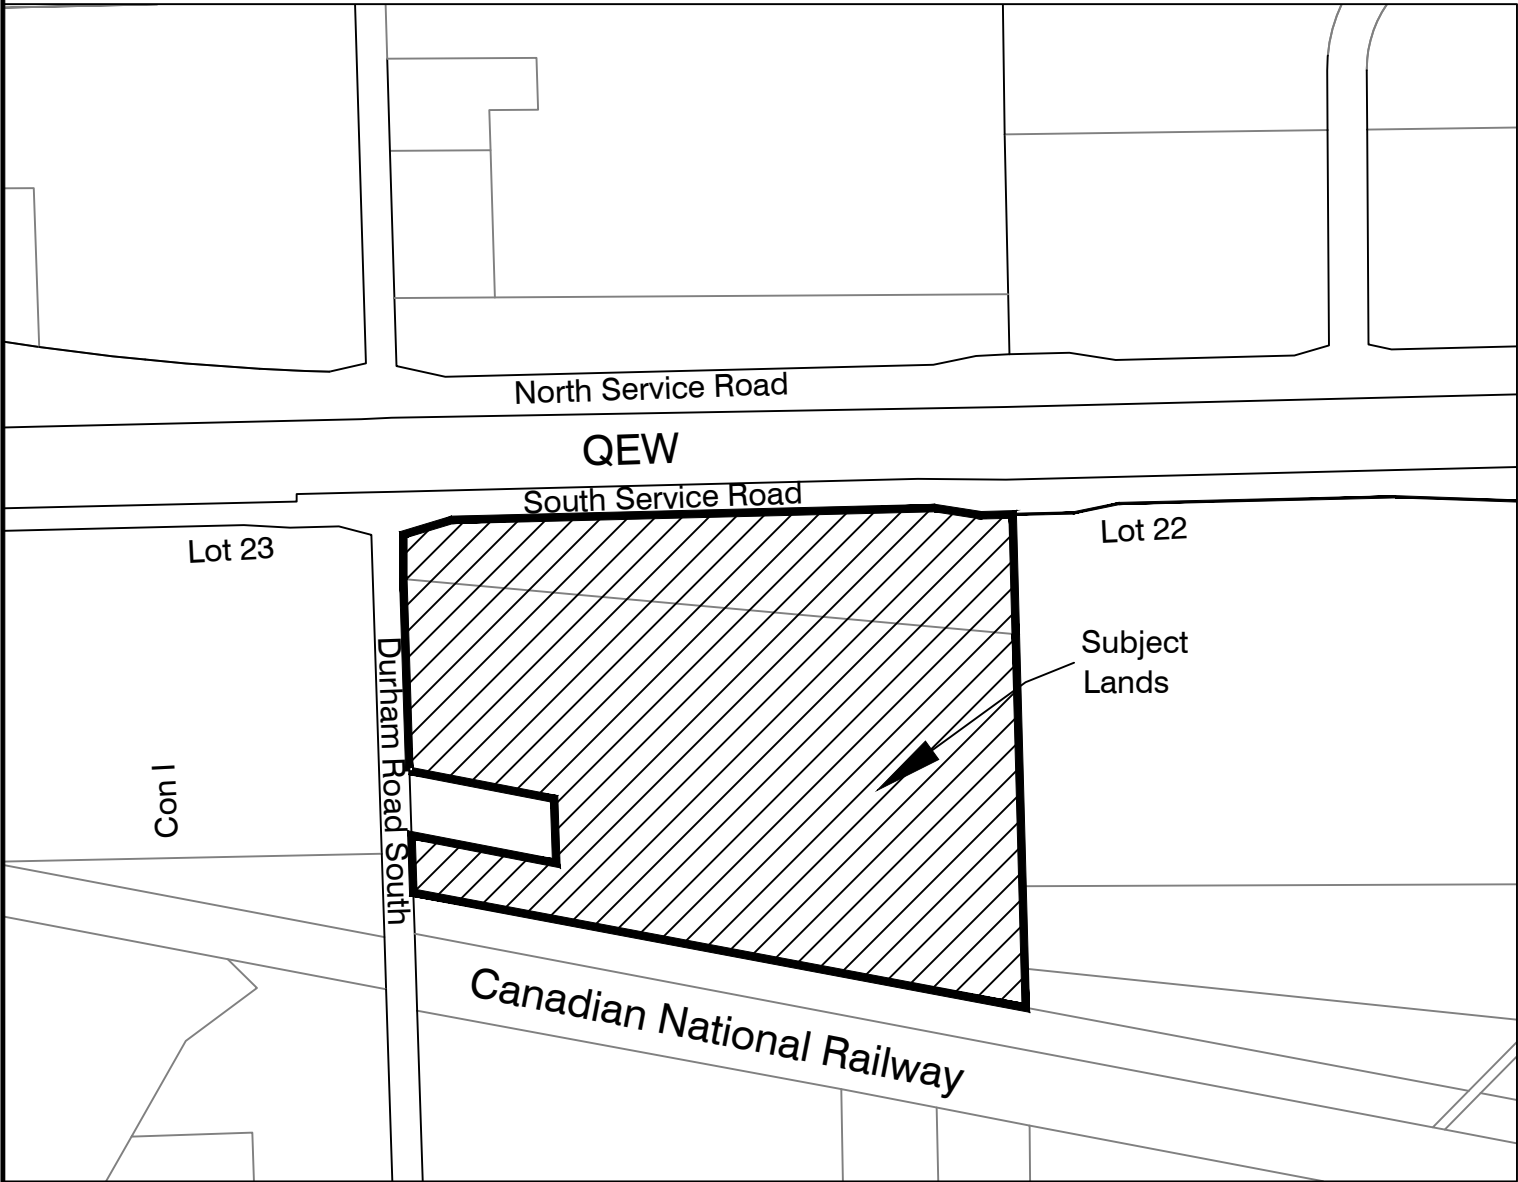 North Service Road
QEW
South Service Road
Lot 23
Lot 22
Subject
Lands
Durham Road South
Con I
Canadian National Railway